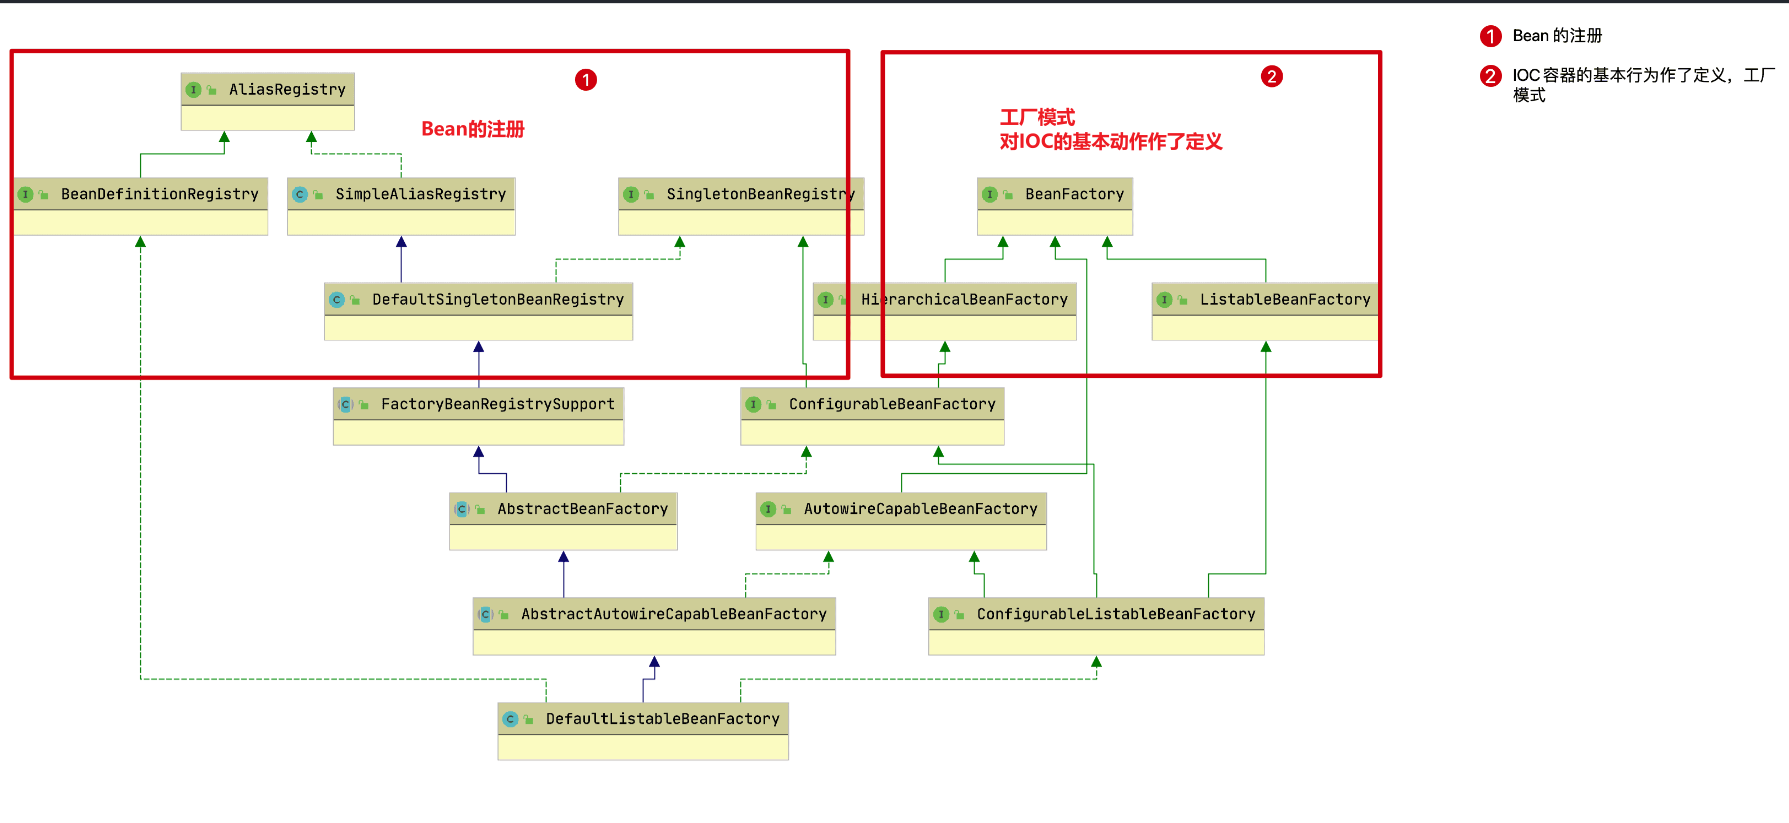 1 Bean 的注册
2 IOC 容器的基本行为作了定义，工厂
模式
1
2
I AliasRegistry
Bean的注册
工厂模式
对IOC的基本动作作了定义
I BeanDefinitionRegistry
C SimpleAliasRegistry
I SingletonBeanRegistry
I BeanFactory
C DefaultSingletonBeanRegistry
I HierarchicalBeanFactory
I ListableBeanFactory
C FactoryBeanRegistrySupport
I ConfigurableBeanFactory
C AbstractBeanFactory
I AutowireCapableBeanFactory
C AbstractAutowireCapableBeanFactory
I ConfigurableListableBeanFactory
C DefaultListableBeanFactory